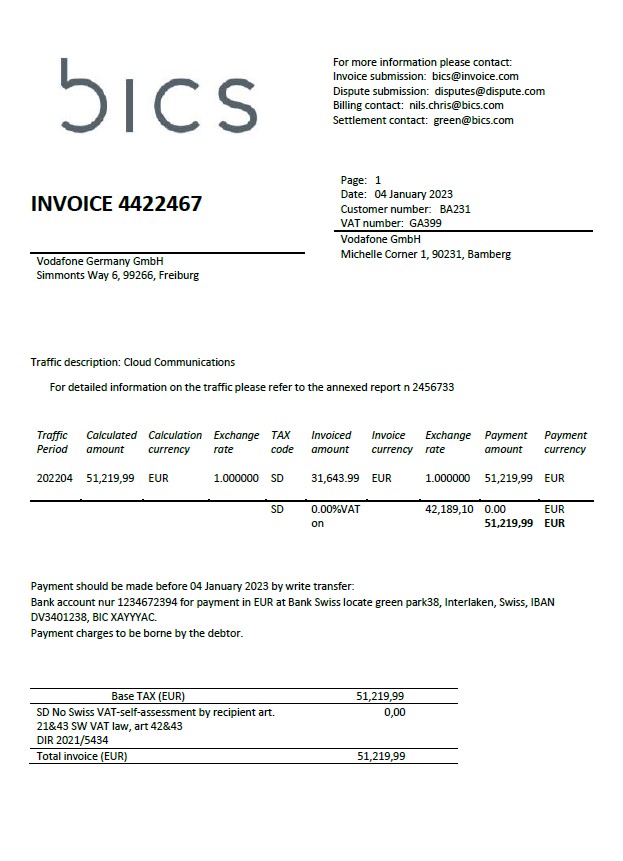 bics
For more information please contact:
Invoice submission: bics@invoice.com
Dispute submission: disputes@dispute.com
Billing contact: nils.chris@bics.com
Settlement contact: green@bics.com
INVOICE 4422467
Page: 1
Date: 04 January 2023
Customer number: BA231
VAT number: GA399
Vodafone GmbH
Michelle Corner 1, 90231, Bamberg
Vodafone Germany GmbH
Simmonts Way 6, 99266, Freiburg
Traffic description: Cloud Communications
For detailed information on the traffic please refer to the annexed report n 2456733
Traffic Calculated Calculation Exchange TAX Invoiced Invoice Exchange Payment Payment
Period amount currency rate code amount currency rate amount currency
202204 51,219,99 EUR 1.000000 SD 31,643.99 EUR 1.000000 51,219,99 EUR
SD 0.00%VAT 42,189,10 0.00 EUR
on 51,219,99 EUR
Payment should be made before 04 January 2023 by write transfer:
Bank account nur 1234672394 for payment in EUR at Bank Swiss locate green park38, Interlaken, Swiss, IBAN
DV3401238, BIC XAYYYAC.
Payment charges to be borne by the debtor.
Base TAX (EUR) 51,219,99
SD No Swiss VAT-self-assessment by recipient art. 0,00
21&43 SW VAT law, art 42&43
DIR 2021/5434
Total invoice (EUR) 51,219,99